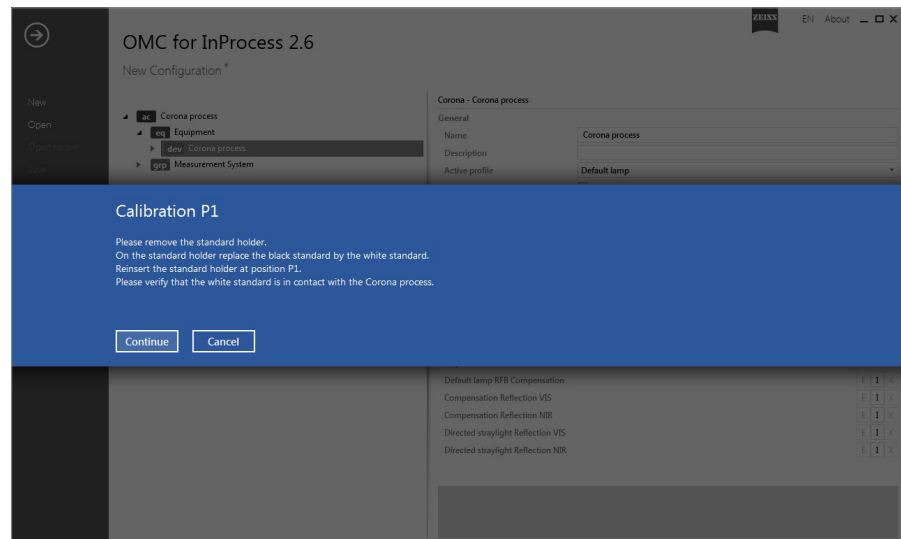 ZEISS
EN About
OMC for InProcess 2.6
New Configuration *
New
Open
Open recent
Save
ac Corona process
eq Equipment
dev Corona process
grp Measurement System
Corona - Corona process
General
Name Corona process
Description
Active profile Default lamp
Calibration P1
Please remove the standard holder.
On the standard holder replace the black standard by the white standard.
Reinsert the standard holder at position P1.
Please verify that the white standard is in contact with the Corona process.
Continue Cancel
Default lamp RFB Compensation E I X
Compensation Reflection VIS E I X
Compensation Reflection NIR E I X
Directed straylight Reflection VIS E I X
Directed straylight Reflection NIR E I X